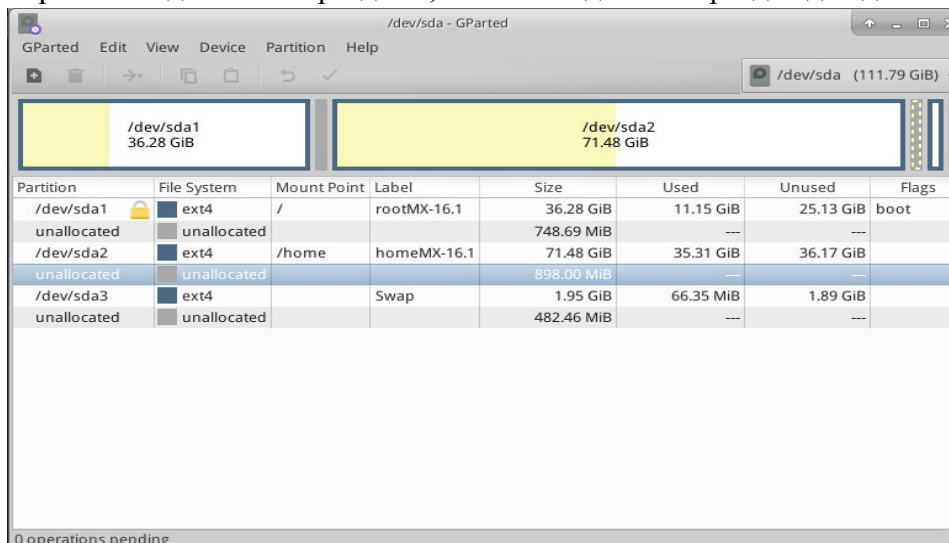 /dev/sda - GParted
GParted Edit View Device Partition Help
/dev/sda (111.79 GiB)
/dev/sda1
36.28 GiB
/dev/sda2
71.48 GiB
Partition File System Mount Point Label Size Used Unused Flags
/dev/sda1 ext4 / rootMX-16.1 36.28 GiB 11.15 GiB 25.13 GiB boot
unallocated unallocated 748.69 MiB --- ---
/dev/sda2 ext4 /home homeMX-16.1 71.48 GiB 35.31 GiB 36.17 GiB
unallocated unallocated 898.00 MiB --- ---
/dev/sda3 ext4 Swap 1.95 GiB 66.35 MiB 1.89 GiB
unallocated unallocated 482.46 MiB --- ---
0 operations pending